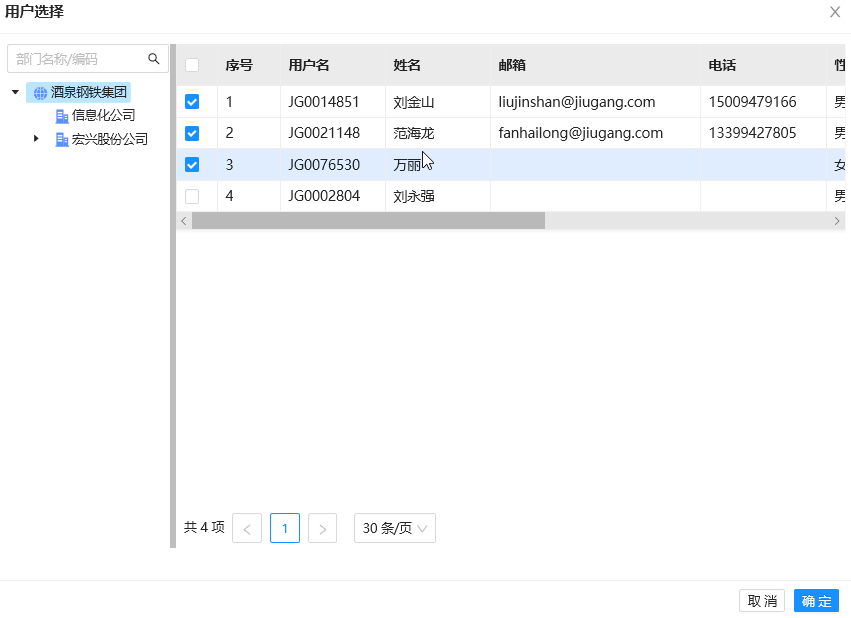 用户选择
部门名称/编码
酒泉钢铁集团
信息化公司
宏兴股份公司
序号 用户名 姓名 邮箱 电话
1 JG0014851 刘金山 liujinshan@jiugang.com 15009479166 男
2 JG0021148 范海龙 fanhailong@jiugang.com 13399427805 男
3 JG0076530 万丽 女
4 JG0002804 刘永强 男
共 4 项 1 30 条/页
取 消 确 定